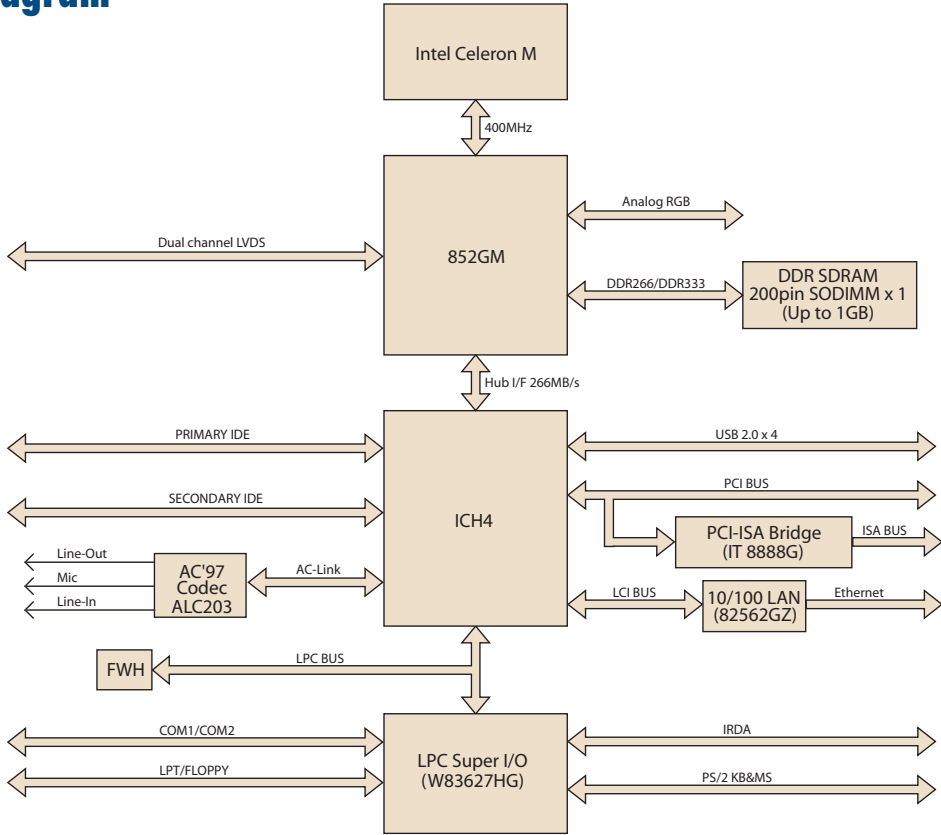 Intel Celeron M
400MHz
Analog RGB
Dual channel LVDS
852GM
DDR266/DDR333
DDR SDRAM
200pin SODIMM x 1
(Up to 1GB)
Hub I/F 266MB/s
PRIMARY IDE
USB 2.0 x 4
PCI BUS
SECONDARY IDE
ICH4
PCI-ISA Bridge
(IT 8888G)
ISA BUS
Line-Out
Mic
Line-In
AC'97
Codec
ALC203
AC-Link
LCI BUS
10/100 LAN
(82562GZ)
Ethernet
FWH
LPC BUS
COM1/COM2
IRDA
LPC Super I/O
(W83627HG)
LPT/FLOPPY
PS/2 KB&MS